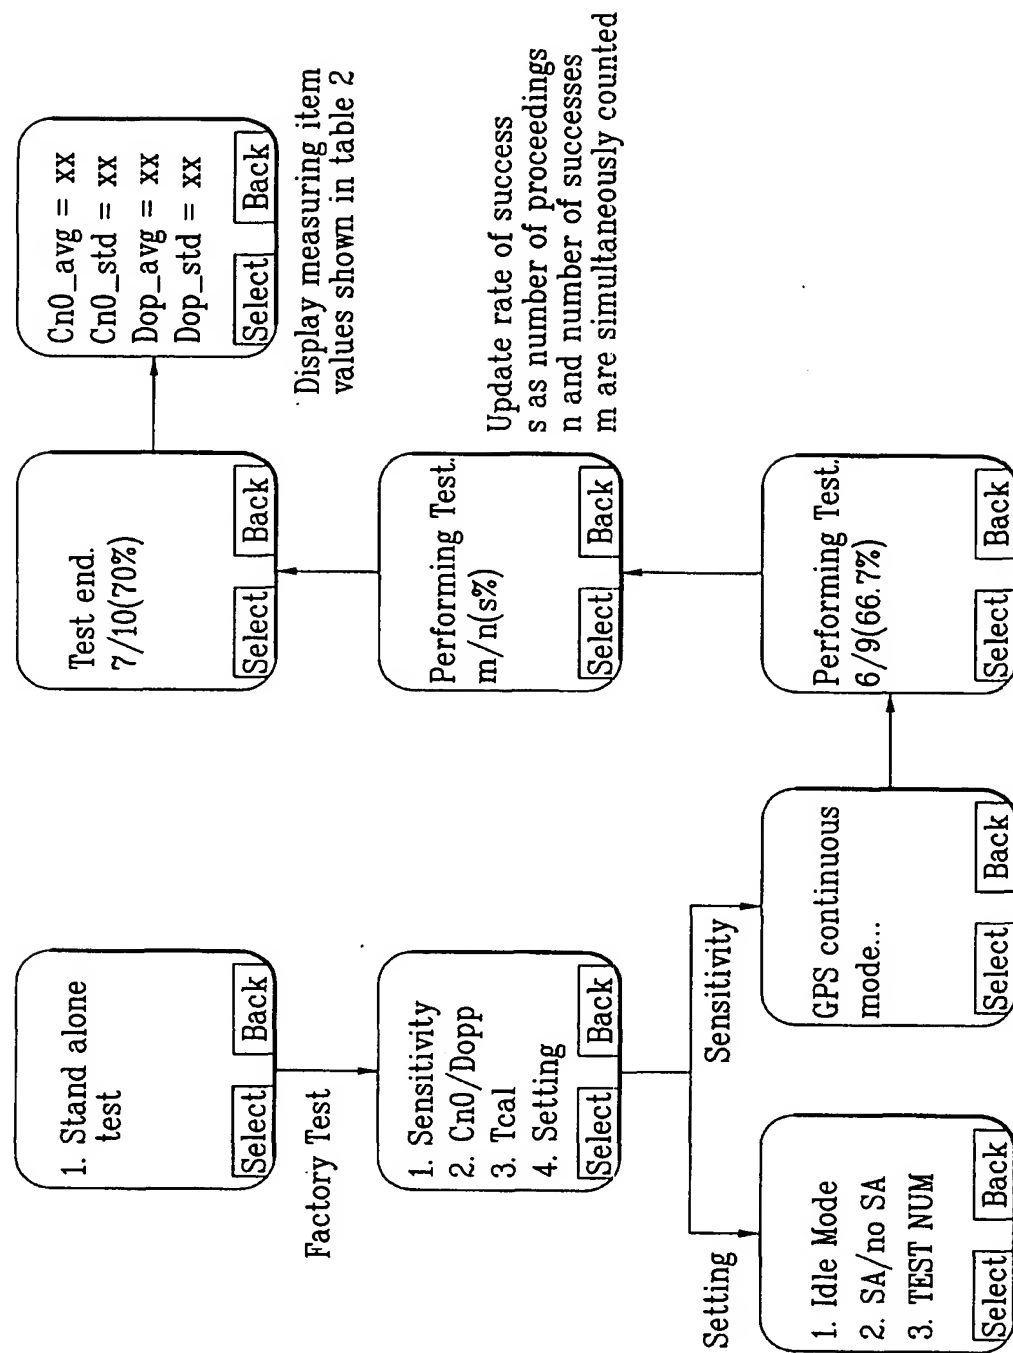 1. Stand alone
test
Select Back
Factory Test
1. Sensitivity
2. Cn0/Dopp
3. Tcal
4. Setting
Select Back
Setting
1. Idle Mode
2. SA/no SA
3. TEST NUM
Select Back
Sensitivity
GPS continuous
mode...
Select Back
Performing Test.
6/9(66.7%)
Select Back
Performing Test.
m/n(s%)
Select Back
Update rate of success
s as number of proceedings
n and number of successes
m are simultaneously counted
Test end.
7/10(70%)
Select Back
Cn0_avg = xx
Cn0_std = xx
Dop_avg = xx
Dop_std = xx
Select Back
Display measuring item
values shown in table 2